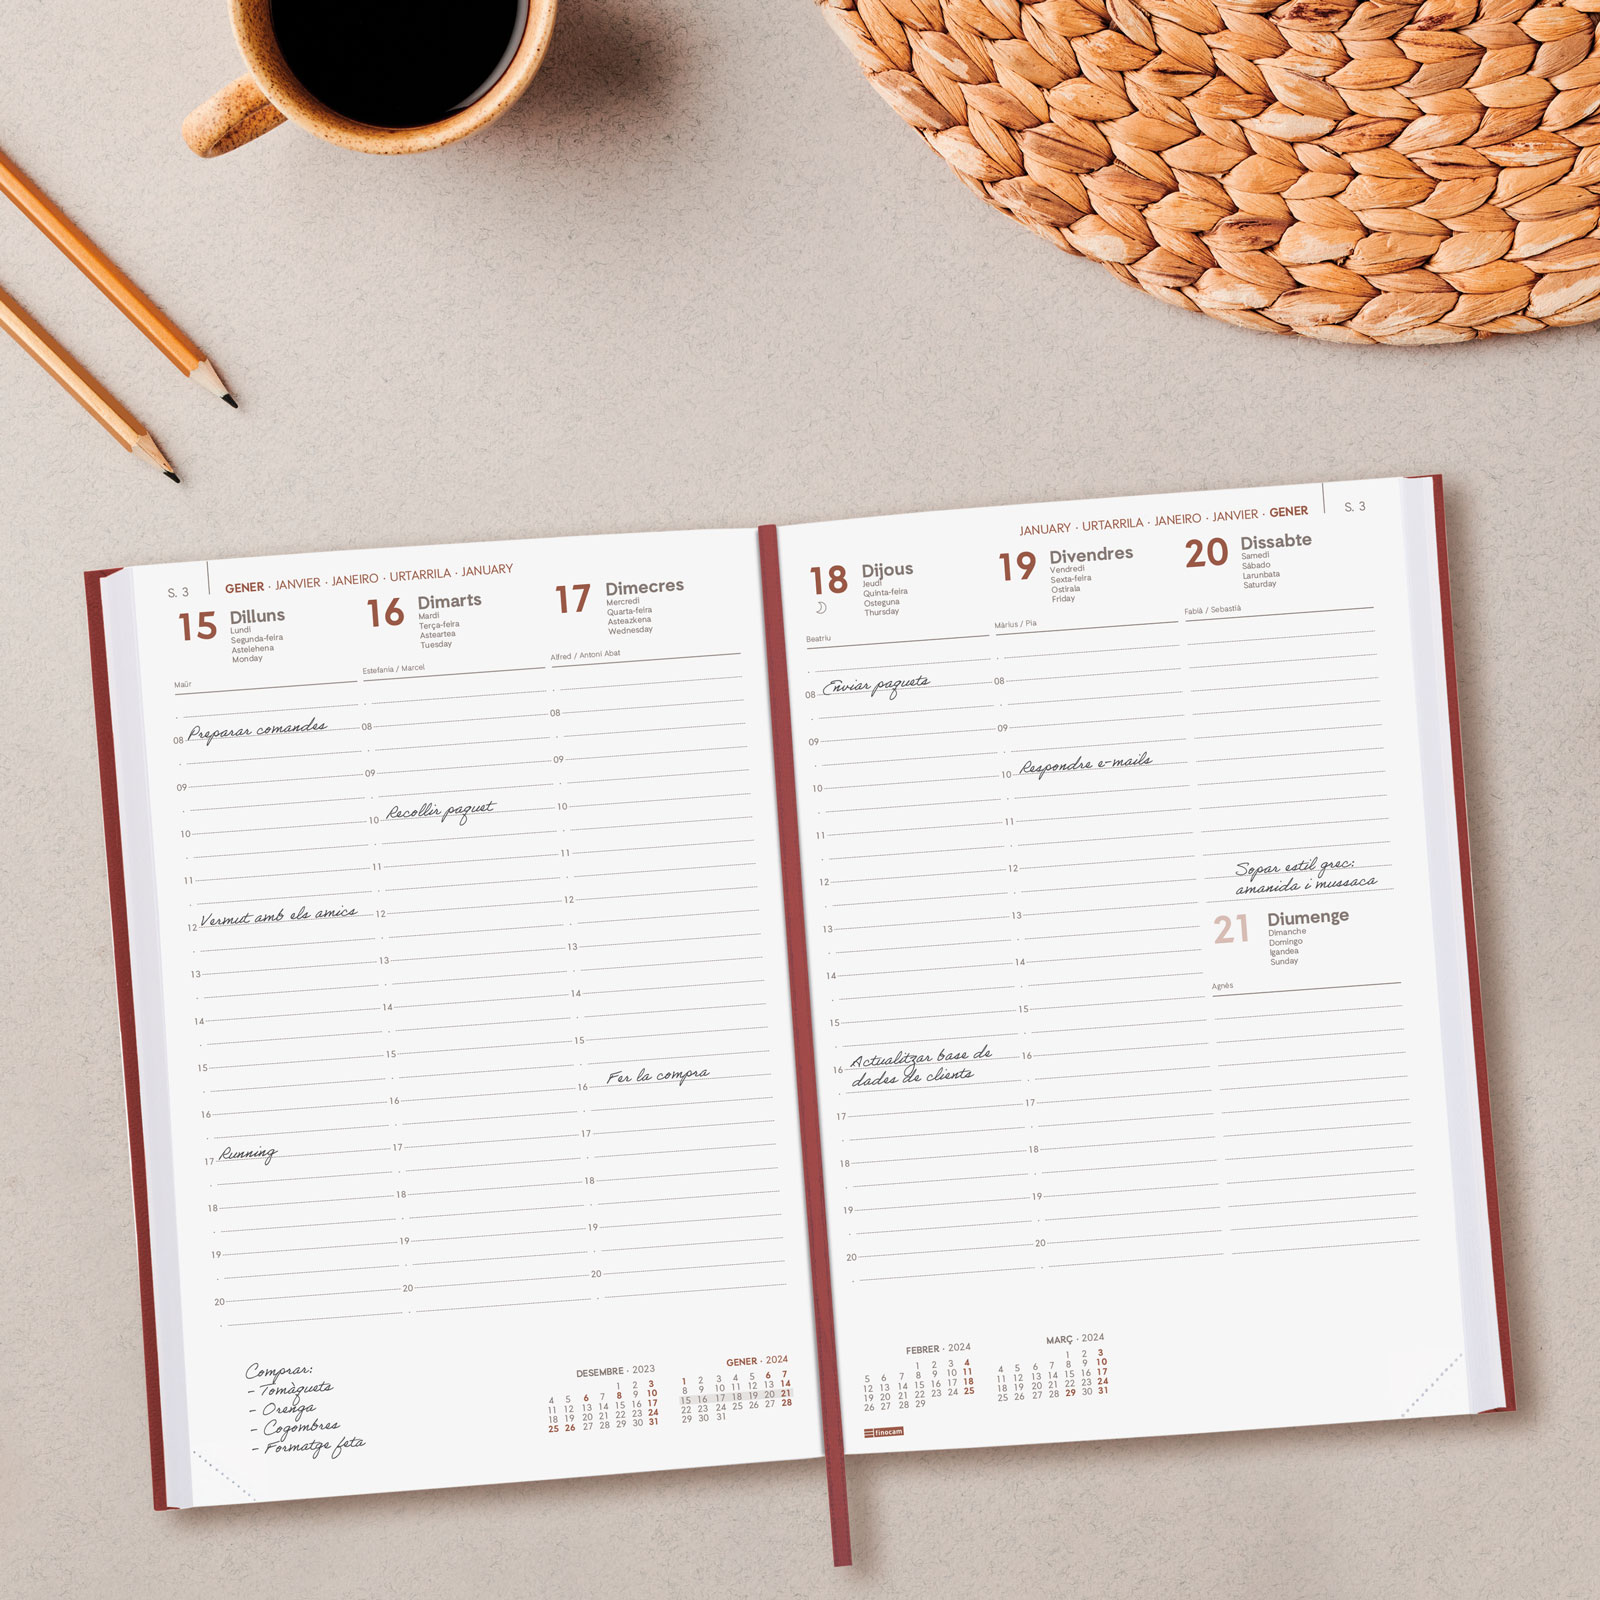 S. 3
GENER · JANVIER · JANEIRO · URTARRILA · JANUARY
15 Dilluns
Lundi
Segunda-feira
Astelehena
Monday
Maür
08 Preparar comandes
09
10
11
12 Vermut amb els amics
13
14
15
16
17 Running
18
19
20
16 Dimarts
Mardi
Terça-feira
Asteartea
Tuesday
Estefania / Marcel
08
09
10 Recollir paquet
11
12
13
14
15
16
17
18
19
20
17 Dimecres
Mercredi
Quarta-feira
Asteazkena
Wednesday
Alfred / Antoni Abat
08
09
10
11
12
13
14
15
16 Fer la compra
17
18
19
20
Comprar:
- Tomàquets
- Orenga
- Cogombres
- Formatge feta
DESEMBRE · 2023
1 2 3
4 5 6 7 8 9 10
11 12 13 14 15 16 17
18 19 20 21 22 23 24
25 26 27 28 29 30 31
GENER · 2024
1 2 3 4 5 6 7
8 9 10 11 12 13 14
15 16 17 18 19 20 21
22 23 24 25 26 27 28
29 30 31
JANUARY · URTARRILA · JANEIRO · JANVIER · GENER
S. 3
18 Dijous
Jeudi
Quinta-feira
Osteguna
Thursday
Beatriu
08 Enviar paquets
09
10
11
12
13
14
15
16 Actualitzar base de
dades de clients
17
18
19
20
19 Divendres
Vendredi
Sexta-feira
Ostirala
Friday
Màrius / Pia
08
09
10 Respondre e-mails
11
12
13
14
15
16
17
18
19
20
20 Dissabte
Samedi
Sábado
Larunbata
Saturday
Fabià / Sebastià
Sopar estil grec:
amanida i mussaca
21 Diumenge
Dimanche
Domingo
Igandea
Sunday
Agnès
FEBRER · 2024
1 2 3 4
5 6 7 8 9 10 11
12 13 14 15 16 17 18
19 20 21 22 23 24 25
26 27 28 29
MARÇ · 2024
1 2 3
4 5 6 7 8 9 10
11 12 13 14 15 16 17
18 19 20 21 22 23 24
25 26 27 28 29 30 31
finocam